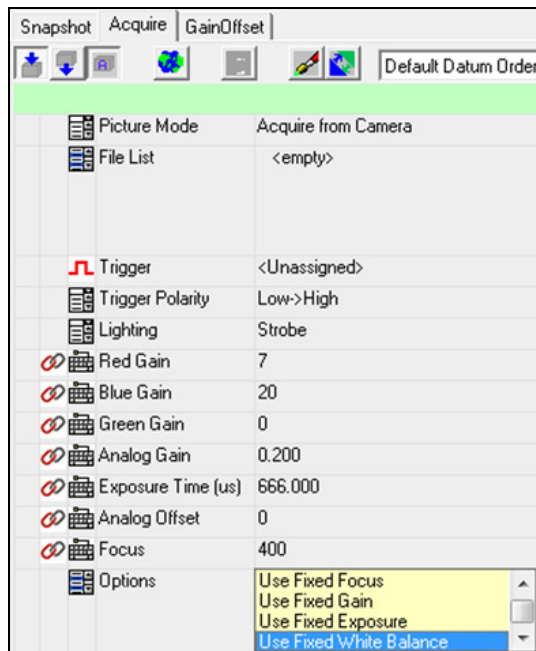 Snapshot Acquire GainOffset
A Default Datum Order
Picture Mode Acquire from Camera
File List <empty>
Trigger <Unassigned>
Trigger Polarity Low->High
Lighting Strobe
Red Gain 7
Blue Gain 20
Green Gain 0
Analog Gain 0.200
Exposure Time (us) 666.000
Analog Offset 0
Focus 400
Options Use Fixed Focus
Use Fixed Gain
Use Fixed Exposure
Use Fixed White Balance